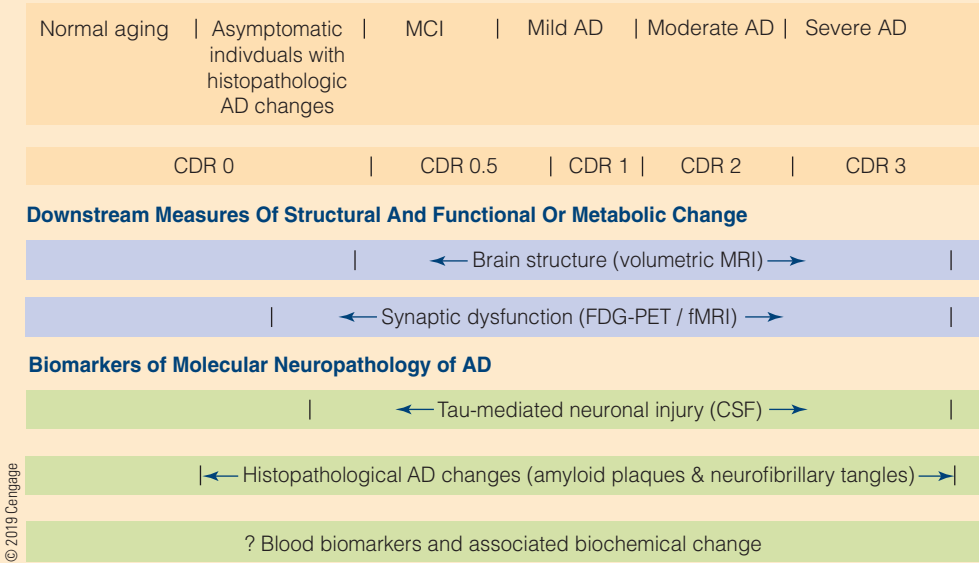 Normal aging | Asymptomatic indivduals with histopathologic AD changes | MCI | Mild AD | Moderate AD | Severe AD
CDR 0 | CDR 0.5 | CDR 1 | CDR 2 | CDR 3
Downstream Measures Of Structural And Functional Or Metabolic Change
Brain structure (volumetric MRI)
Synaptic dysfunction (FDG-PET / fMRI)
Biomarkers of Molecular Neuropathology of AD
Tau-mediated neuronal injury (CSF)
Histopathological AD changes (amyloid plaques & neurofibrillary tangles)
? Blood biomarkers and associated biochemical change
© 2019 Cengage